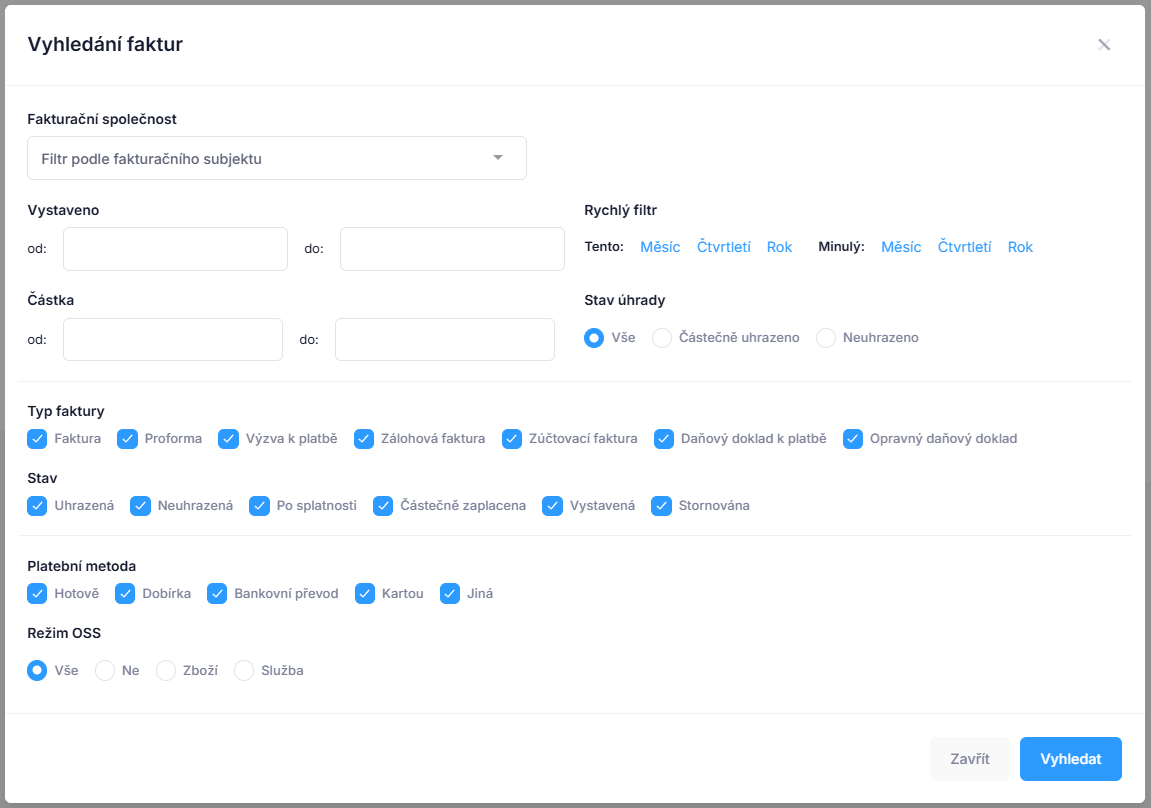 Vyhledání faktur
Fakturační společnost
Filtr podle fakturačního subjektu
Vystaveno
od:
do:
Rychlý filtr
Tento: Měsíc Čtvrtletí Rok Minulý: Měsíc Čtvrtletí Rok
Částka
od:
do:
Stav úhrady
Vše Částečně uhrazeno Neuhrazeno
Typ faktury
Faktura Proforma Výzva k platbě Zálohová faktura Zúčtovací faktura Daňový doklad k platbě Opravný daňový doklad
Stav
Uhrazená Neuhrazená Po splatnosti Částečně zaplacena Vystavená Stornována
Platební metoda
Hotově Dobírka Bankovní převod Kartou Jiná
Režim OSS
Vše Ne Zboží Služba
Zavřít Vyhledat